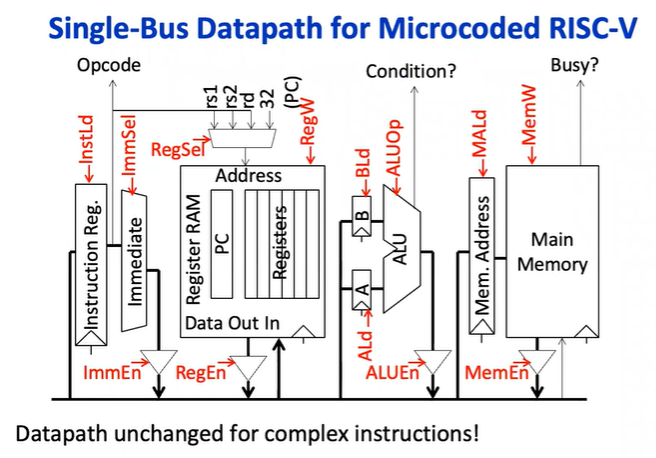 Single-Bus Datapath for Microcoded RISC-V
Opcode
Condition?
Busy?
rs1
rs2
rd
32
(PC)
RegSel
RegW
InstLd
ImmSel
BLd
ALUOp
MALd
MemW
Address
Instruction Reg.
Immediate
Register RAM
PC
Registers
Data Out In
B
A
ALU
ALd
Mem. Address
Main
Memory
ImmEn
RegEn
ALUEn
MemEn
Datapath unchanged for complex instructions!